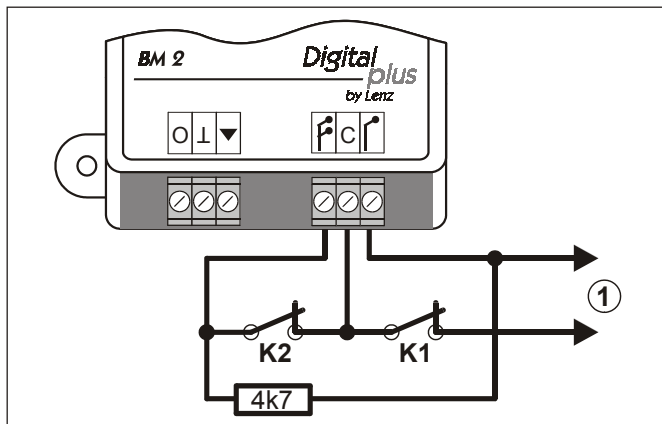 BM 2
Digital
plus
by Lenz
O ⊥ ▼
C
1
K2
K1
4k7